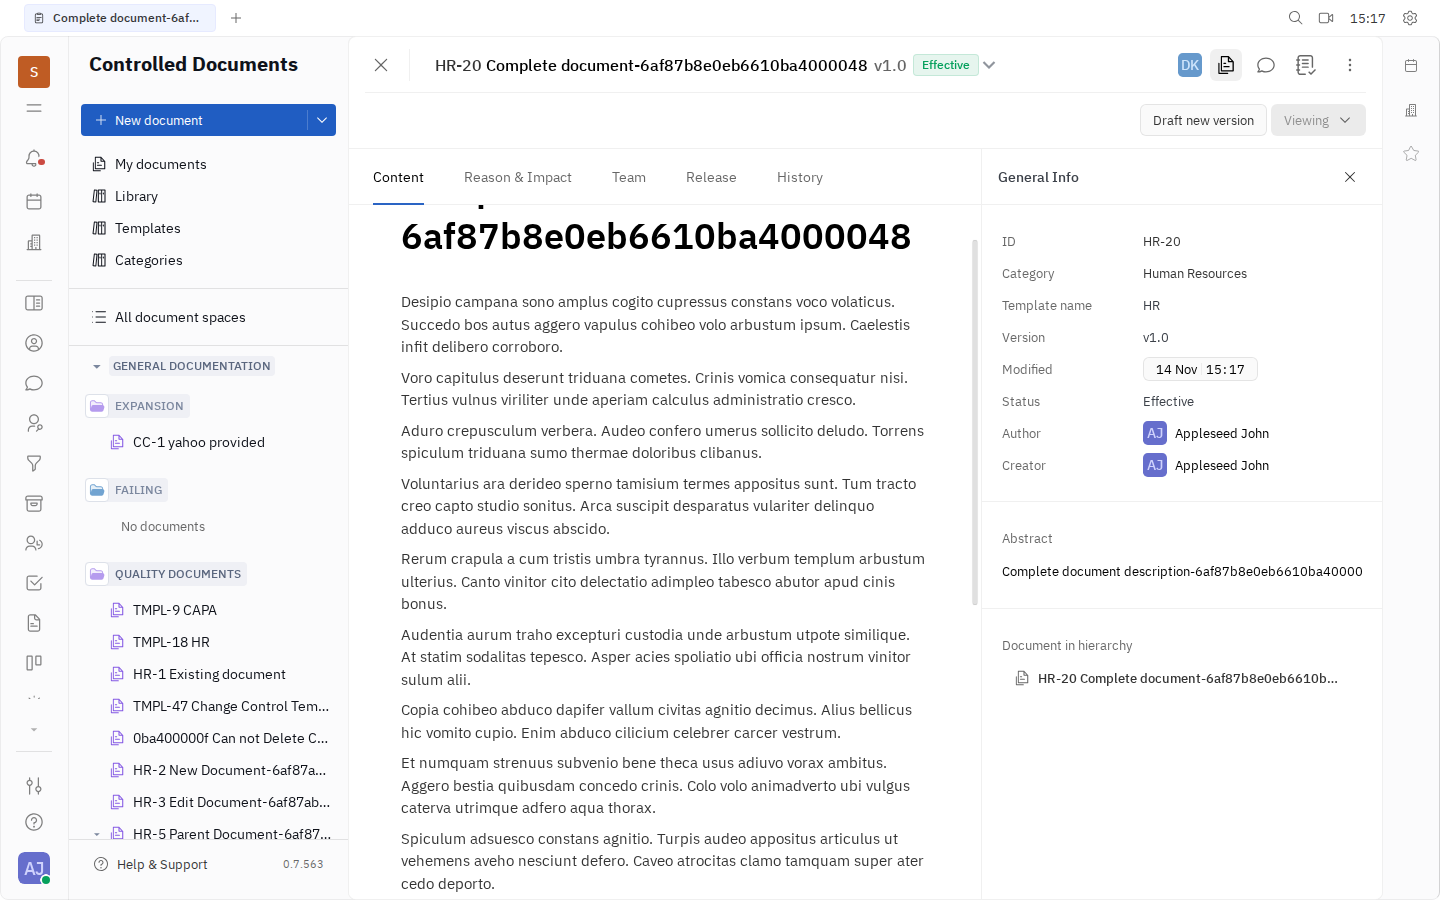 Complete document-6af...
15:17
S
Controlled Documents
New document
My documents
Library
Templates
Categories
All document spaces
GENERAL DOCUMENTATION
EXPANSION
CC-1 yahoo provided
FAILING
No documents
QUALITY DOCUMENTS
TMPL-9 CAPA
TMPL-18 HR
HR-1 Existing document
TMPL-47 Change Control Tem...
0ba400000f Can not Delete C...
HR-2 New Document-6af87a...
HR-3 Edit Document-6af87ab...
HR-5 Parent Document-6af87...
Help & Support
0.7.563
AJ
HR-20 Complete document-6af87b8e0eb6610ba4000048 v1.0 Effective
DK
Draft new version
Viewing
Content
Reason & Impact
Team
Release
History
6af87b8e0eb6610ba4000048
Desipio campana sono amplus cogito cupressus constans voco volaticus.
Succedo bos autus aggero vapulus cohibeo volo arbustum ipsum. Caelestis
infit delibero corroboro.
Voro capitulus deserunt triduana cometes. Crinis vomica consequatur nisi.
Tertius vulnus viriliter unde aperiam calculus administratio cresco.
Aduro crepusculum verbera. Audeo confero umerus sollicito deludo. Torrens
spiculum triduana sumo thermae doloribus clibanus.
Voluntarius ara derideo sperno tamisium termes appositus sunt. Tum tracto
creo capto studio sonitus. Arca suscipit desparatus vulariter delinquo
adduco aureus viscus abscido.
Rerum crapula a cum tristis umbra tyrannus. Illo verbum templum arbustum
ulterius. Canto vinitor cito delectatio adimpleo tabesco abutor apud cinis
bonus.
Audentia aurum traho excepturi custodia unde arbustum utpote similique.
At statim sodalitas tepesco. Asper acies spoliatio ubi officia nostrum vinitor
sulum alii.
Copia cohibeo abduco dapifer vallum civitas agnitio decimus. Alius bellicus
hic vomito cupio. Enim abduco cilicium celebrer carcer vestrum.
Et numquam strenuus subvenio bene theca usus adiuvo vorax ambitus.
Aggero bestia quibusdam concedo crinis. Colo volo animadverto ubi vulgus
caterva utrimque adfero aqua thorax.
Spiculum adsuesco constans agnitio. Turpis audeo appositus articulus ut
vehemens aveho nesciunt defero. Caveo atrocitas clamo tamquam super ater
cedo deporto.
General Info
ID HR-20
Category Human Resources
Template name HR
Version v1.0
Modified 14 Nov 15:17
Status Effective
Author AJ Appleseed John
Creator AJ Appleseed John
Abstract
Complete document description-6af87b8e0eb6610ba40000
Document in hierarchy
HR-20 Complete document-6af87b8e0eb6610b...